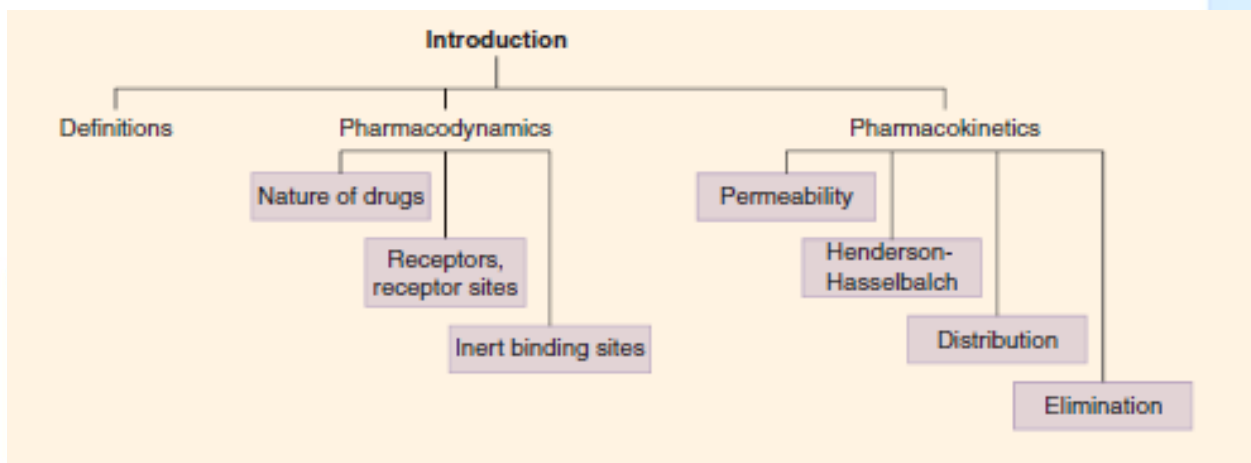 Introduction
Definitions
Pharmacodynamics
Pharmacokinetics
Nature of drugs
Permeability
Receptors,
receptor sites
Henderson-
Hasselbalch
Inert binding sites
Distribution
Elimination